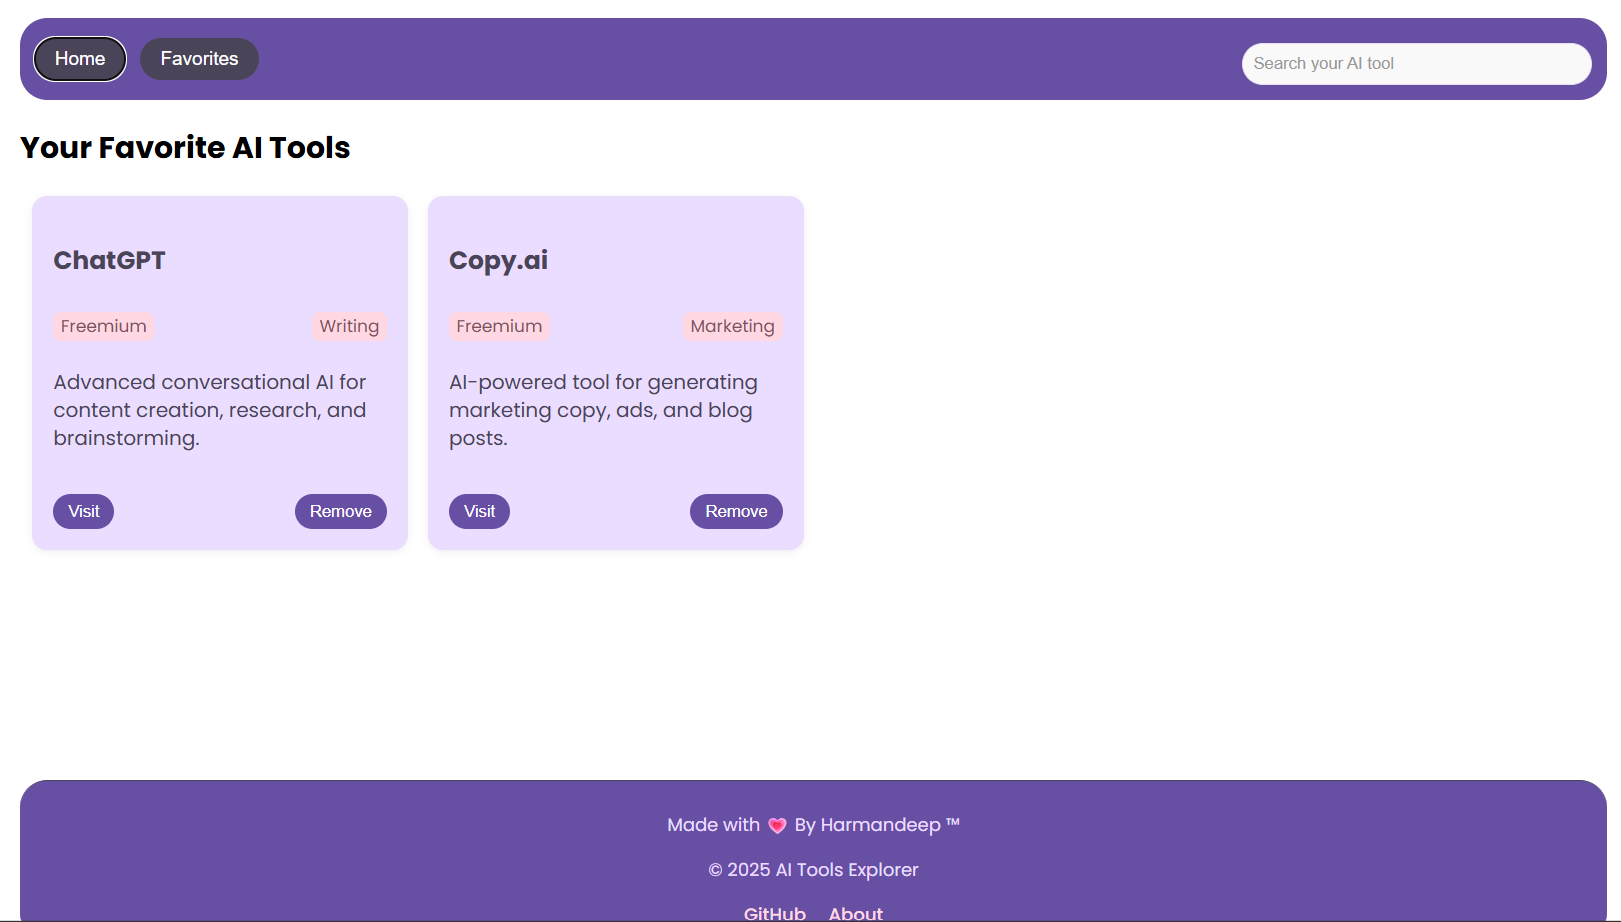 Home Favorites Search your AI tool
Your Favorite AI Tools
ChatGPT
Freemium Writing
Advanced conversational AI for
content creation, research, and
brainstorming.
Visit Remove
Copy.ai
Freemium Marketing
AI-powered tool for generating
marketing copy, ads, and blog
posts.
Visit Remove
Made with 💗 By Harmandeep ™
© 2025 AI Tools Explorer
GitHub About